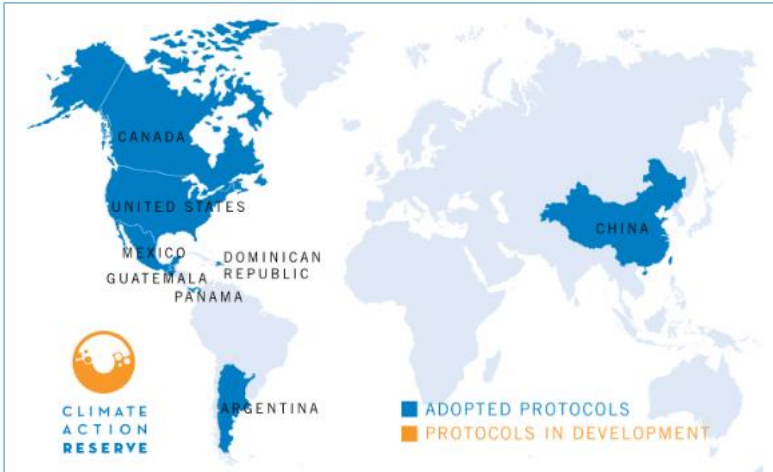 CANADA
UNITED STATES
MEXICO
DOMINICAN
REPUBLIC
GUATEMALA
PANAMA
CHINA
ARGENTINA
CLIMATE
ACTION
RESERVE
ADOPTED PROTOCOLS
PROTOCOLS IN DEVELOPMENT